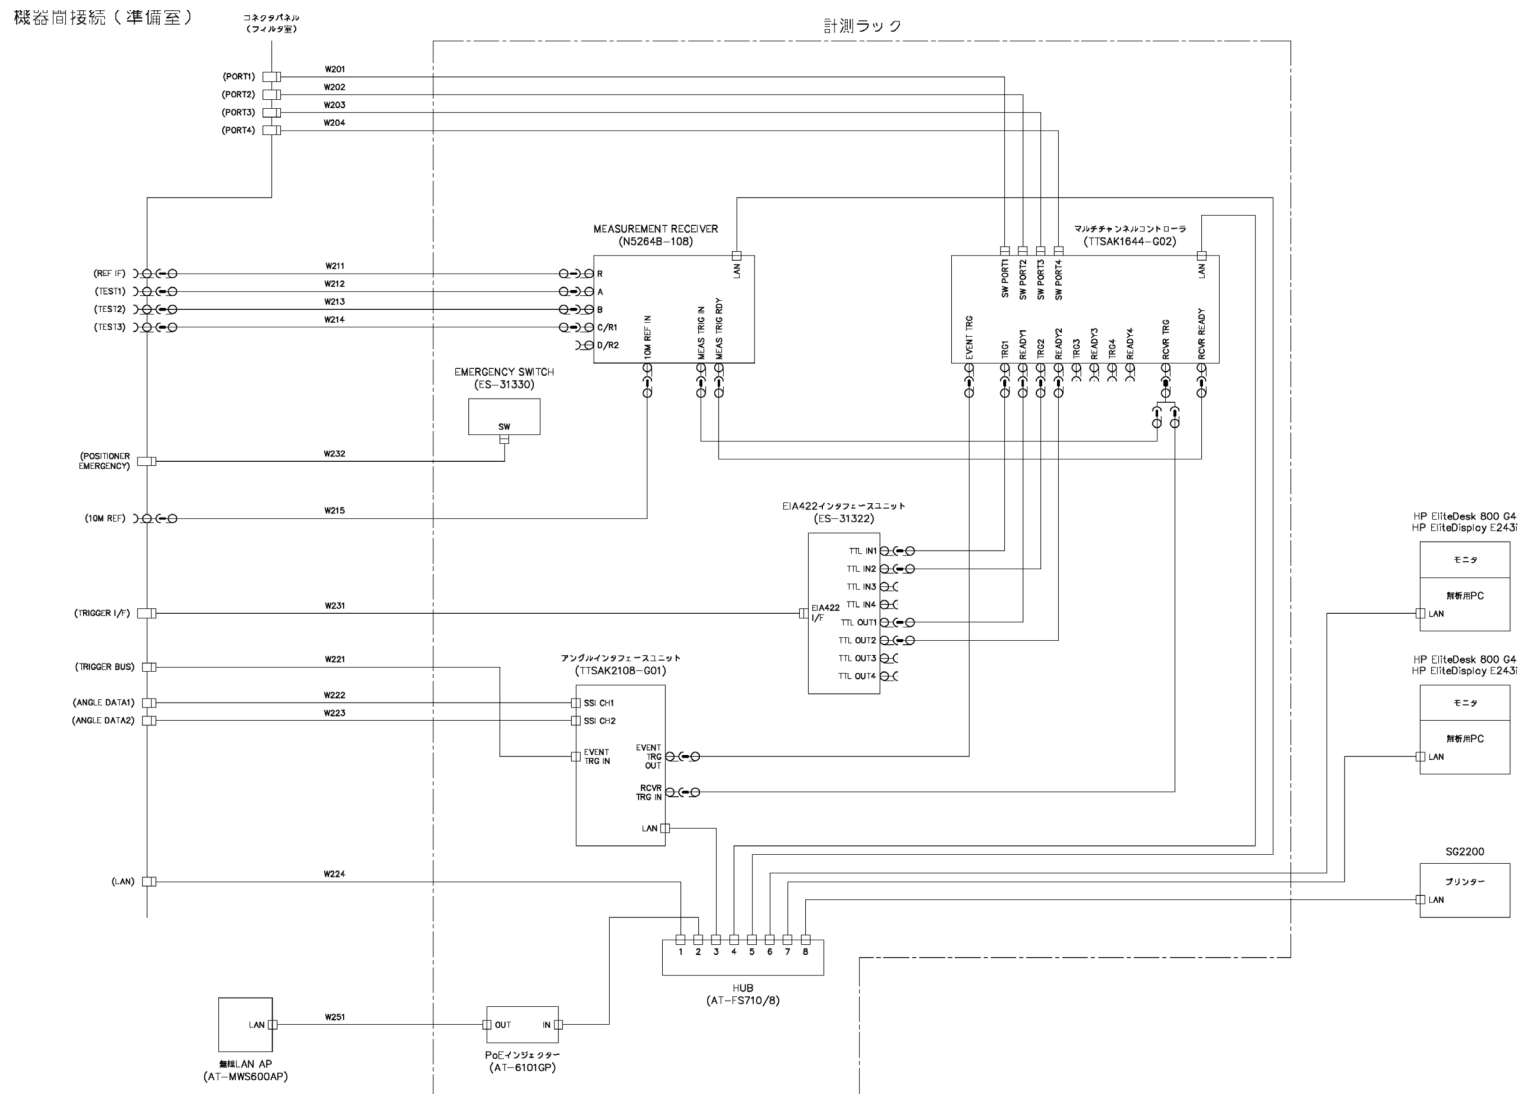 機器間接続（準備室）
コネクタパネル
（フィルタ室）
計測ラック
(PORT1)
W201
(PORT2)
W202
(PORT3)
W203
(PORT4)
W204
MEASUREMENT RECEIVER
(N5264B-108)
マルチチャンネルコントローラ
(TTSAK1644-G02)
LAN
SW PORT1
SW PORT2
SW PORT3
SW PORT4
LAN
(REF IF)
W211
R
(TEST1)
W212
A
(TEST2)
W213
B
(TEST3)
W214
C/R1
D/R2
10M REF IN
MEAS TRIG IN
MEAS TRIG RDY
EVENT TRG
TRG1
READY1
TRG2
READY2
TRG3
READY3
TRG4
READY4
RCVR TRG
RCVR READY
EMERGENCY SWITCH
(ES-31330)
SW
(POSITIONER
EMERGENCY)
W232
(10M REF)
W215
EIA422インタフェースユニット
(ES-31322)
TTL IN1
TTL IN2
TTL IN3
TTL IN4
EIA422
I/F
TTL OUT1
TTL OUT2
TTL OUT3
TTL OUT4
(TRIGGER I/F)
W231
HP EliteDesk 800 G4
HP EliteDisplay E243i
モニタ
解析用PC
LAN
(TRIGGER BUS)
W221
アングルインタフェースユニット
(TTSAK2108-G01)
(ANGLE DATA1)
W222
SSI CH1
(ANGLE DATA2)
W223
SSI CH2
EVENT
TRG IN
EVENT
TRG
OUT
RCVR
TRG IN
LAN
HP EliteDesk 800 G4
HP EliteDisplay E243i
モニタ
解析用PC
LAN
(LAN)
W224
SG2200
プリンター
LAN
1 2 3 4 5 6 7 8
HUB
(AT-FS710/8)
LAN
W251
OUT
IN
無線LAN AP
(AT-MWS600AP)
PoEインジェクター
(AT-6101GP)